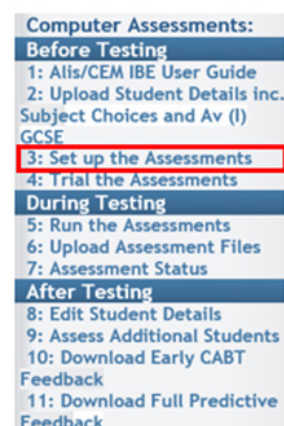 Computer Assessments:
Before Testing
1: Alis/CEM IBE User Guide
2: Upload Student Details inc.
Subject Choices and Av (I)
GCSE
3: Set up the Assessments
4: Trial the Assessments
During Testing
5: Run the Assessments
6: Upload Assessment Files
7: Assessment Status
After Testing
8: Edit Student Details
9: Assess Additional Students
10: Download Early CABT
Feedback
11: Download Full Predictive
Feedback